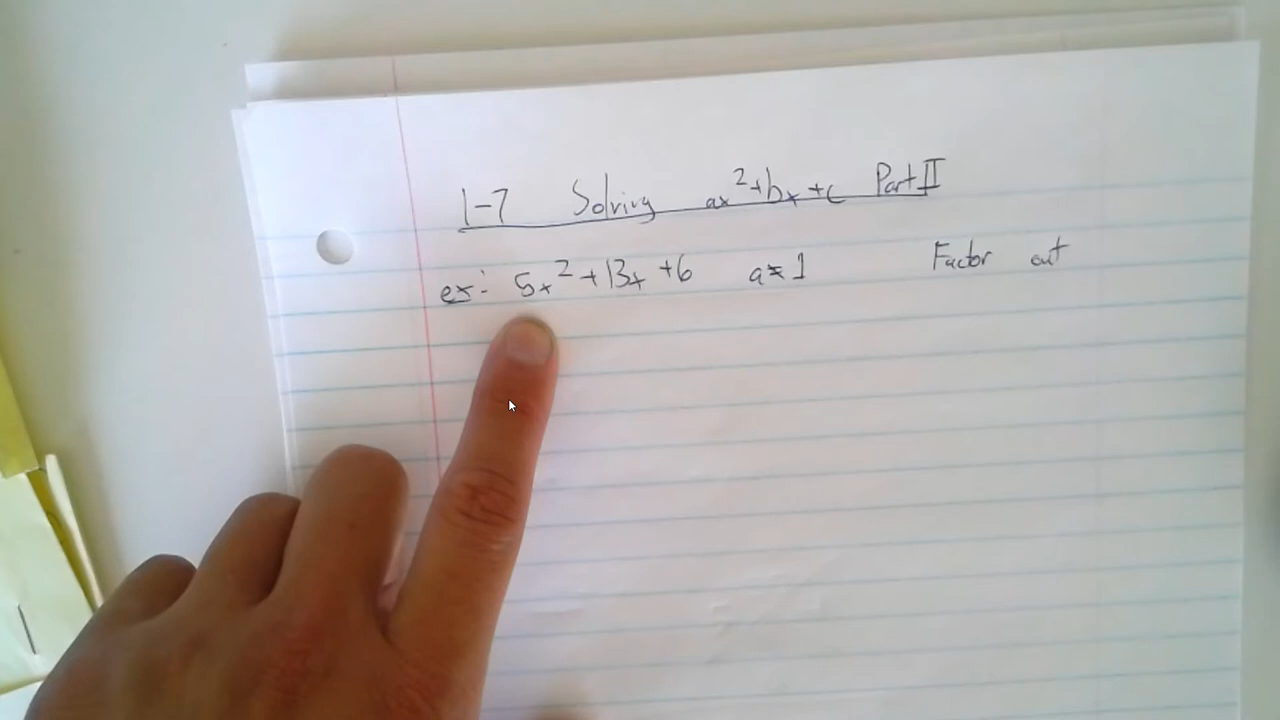 1-7 Solving ax²+bx+c Part II
ex: 5x²+13x+6 a≠1 Factor out